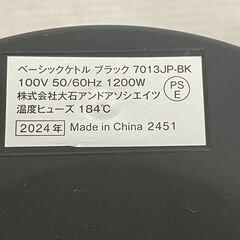 ベーシックケトル ブラック 7013JP-BK
100V 50/60Hz 1200W
株式会社大石アンドアソシエイツ
温度ヒューズ 184℃
PS
E
2024年 Made in China 2451